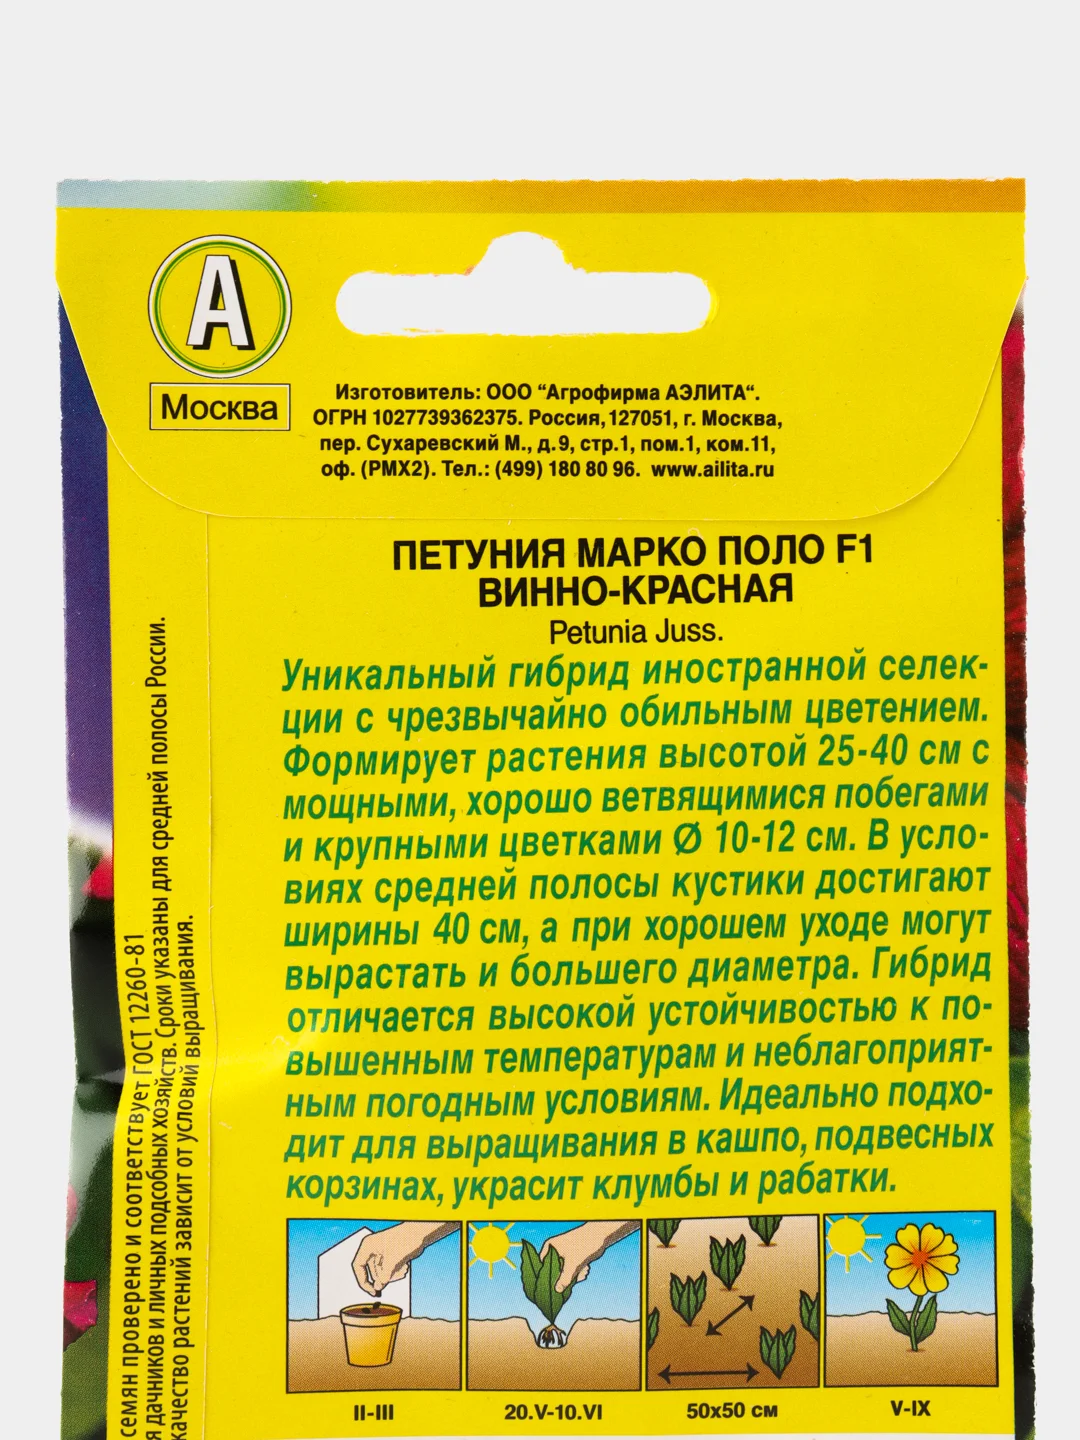 А
Москва
Изготовитель: ООО “Агрофирма АЭЛИТА“.
ОГРН 1027739362375. Россия, 127051, г. Москва,
пер. Сухаревский М., д.9, стр.1, пом.1, ком.11,
оф. (РМХ2). Тел.: (499) 180 80 96. www.ailita.ru
ПЕТУНИЯ МАРКО ПОЛО F1
ВИННО-КРАСНАЯ
Petunia Juss.
Уникальный гибрид иностранной селек-
ции с чрезвычайно обильным цветением.
Формирует растения высотой 25-40 см с
мощными, хорошо ветвящимися побегами
и крупными цветками Ø 10-12 см. В усло-
виях средней полосы кустики достигают
ширины 40 см, а при хорошем уходе могут
вырастать и большего диаметра. Гибрид
отличается высокой устойчивостью к по-
вышенным температурам и неблагоприят-
ным погодным условиям. Идеально подхо-
дит для выращивания в кашпо, подвесных
корзинах, украсит клумбы и рабатки.
II-III
20.V-10.VI
50х50 см
V-IX
семян проверено и соответствует ГОСТ 12260-81
дачников и личных подсобных хозяйств. Сроки указаны для средней полосы России.
качество растений зависит от условий выращивания.